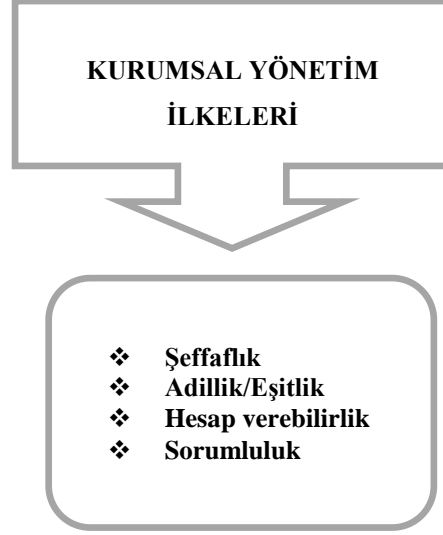 KURUMSAL YÖNETİM
İLKELERİ
❖ Şeffaflık
❖ Adillik/Eşitlik
❖ Hesap verebilirlik
❖ Sorumluluk